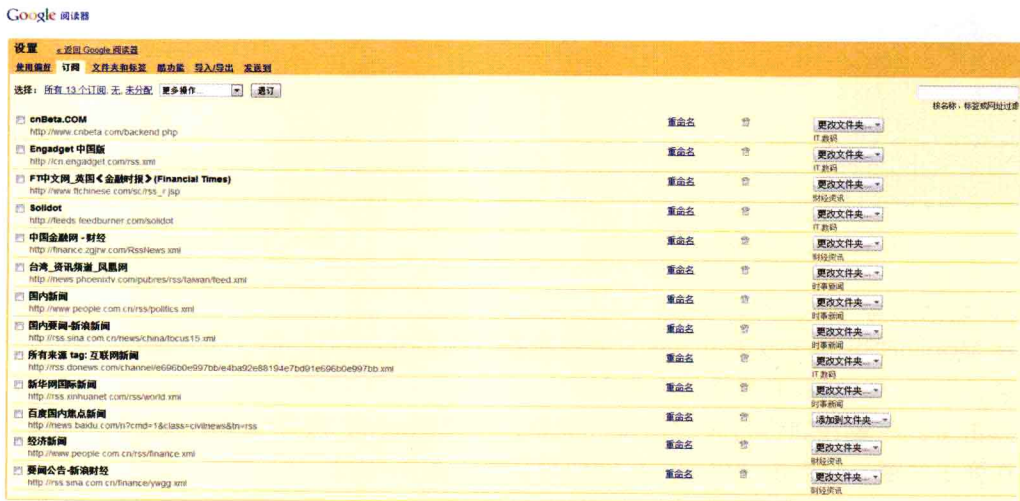 Google 阅读器
设置 « 返回 Google 阅读器
使用偏好 订阅 文件夹和标签 酷功能 导入/导出 发送到
选择： 所有 13 个订阅, 无, 未分配 更多操作... 退订
按名称、标签或网址过滤
cnBeta.COM 重命名 更改文件夹...
http://www.cnbeta.com/backend.php IT.数码
Engadget 中国版 重命名 更改文件夹...
http://cn.engadget.com/rss.xml IT.数码
FT中文网_英国《金融时报》(Financial Times) 重命名 更改文件夹...
http://www.ftchinese.com/sc/rss_r.jsp 财经资讯
Solidot 重命名 更改文件夹...
http://feeds.feedburner.com/solidot IT.数码
中国金融网 - 财经 重命名 更改文件夹...
http://finance.zgjrw.com/RssNews.xml 财经资讯
台湾_资讯频道_凤凰网 重命名 更改文件夹...
http://news.phoenixtv.com/pubres/rss/taiwan/feed.xml 时事新闻
国内新闻 重命名 更改文件夹...
http://www.people.com.cn/rss/politics.xml 时事新闻
国内要闻-新浪新闻 重命名 更改文件夹...
http://rss.sina.com.cn/news/china/focus15.xml 时事新闻
所有来源 tag: 互联网新闻 重命名 更改文件夹...
http://rss.donews.com/channel/e696b0e997bb/e4ba92e88194e7bd91e696b0e997bb.xml IT.数码
新华网国际新闻 重命名 更改文件夹...
http://rss.xinhuanet.com/rss/world.xml 时事新闻
百度国内焦点新闻 重命名 添加到文件夹...
http://news.baidu.com/n?cmd=1&class=civilnews&tn=rss
经济新闻 重命名 更改文件夹...
http://www.people.com.cn/rss/finance.xml 财经资讯
要闻公告-新浪财经 重命名 更改文件夹...
http://rss.sina.com.cn/finance/ywgg.xml 财经资讯